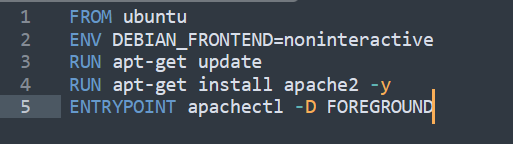 1 FROM ubuntu
2 ENV DEBIAN_FRONTEND=noninteractive
3 RUN apt-get update
4 RUN apt-get install apache2 -y
5 ENTRYPOINT apachectl -D FOREGROUND